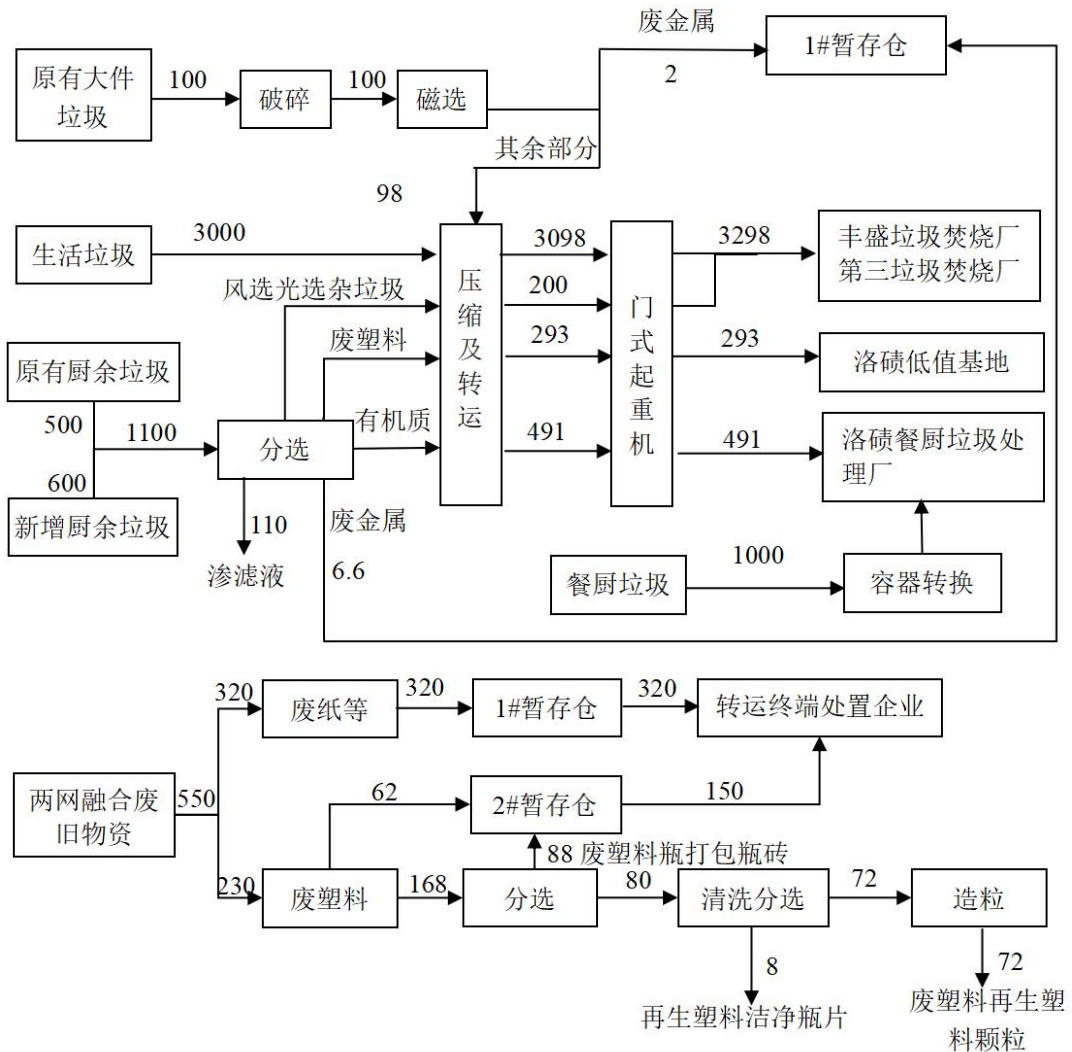 废金属
2
1#暂存仓
原有大件
垃圾
100
破碎
100
磁选
其余部分
98
生活垃圾
3000
压缩及转运
3098
门式起重机
3298
丰盛垃圾焚烧厂
第三垃圾焚烧厂
风选光选杂垃圾
200
废塑料
293
293
洛碛低值基地
原有厨余垃圾
500
1100
分选
有机质
491
491
洛碛餐厨垃圾处
理厂
600
新增厨余垃圾
110
渗滤液
废金属
6.6
餐厨垃圾
1000
容器转换
320
废纸等
320
1#暂存仓
320
转运终端处置企业
两网融合废
旧物资
550
62
2#暂存仓
150
88 废塑料瓶打包瓶砖
230
废塑料
168
分选
80
清洗分选
72
造粒
8
再生塑料洁净瓶片
72
废塑料再生塑
料颗粒